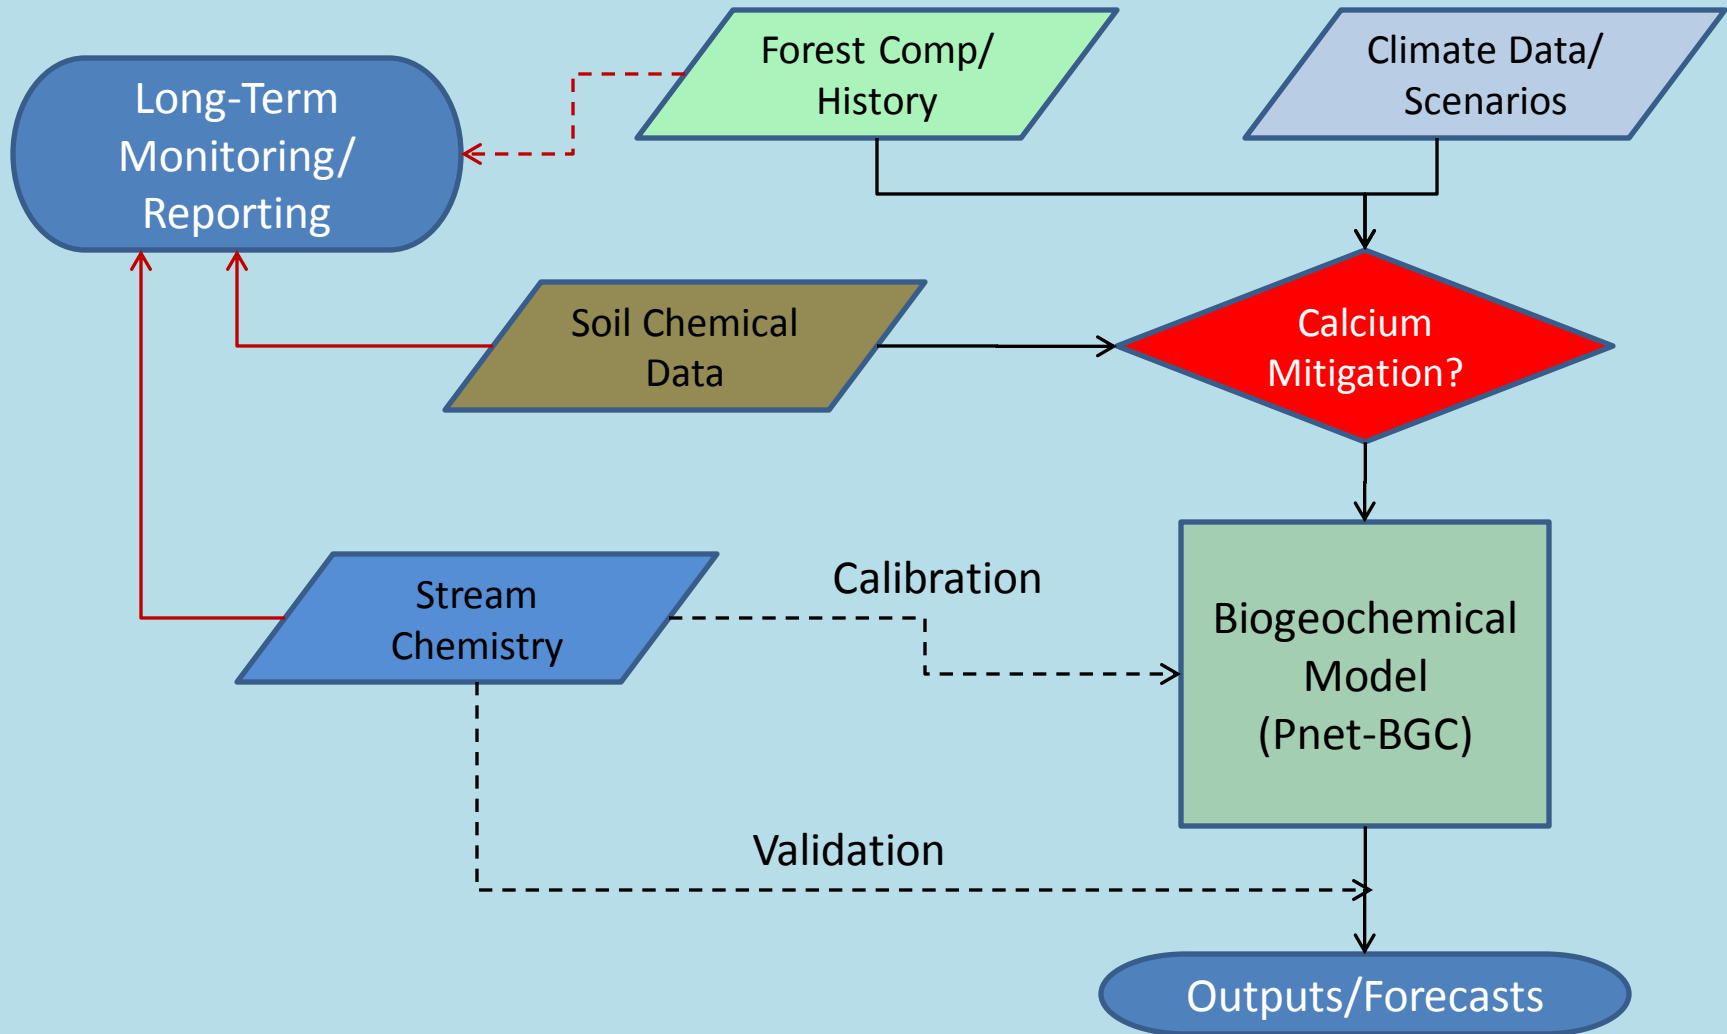 Forest Comp/
History
Climate Data/
Scenarios
Long-Term
Monitoring/
Reporting
Soil Chemical
Data
Calcium
Mitigation?
Stream
Chemistry
Calibration
Biogeochemical
Model
(Pnet-BGC)
Validation
Outputs/Forecasts